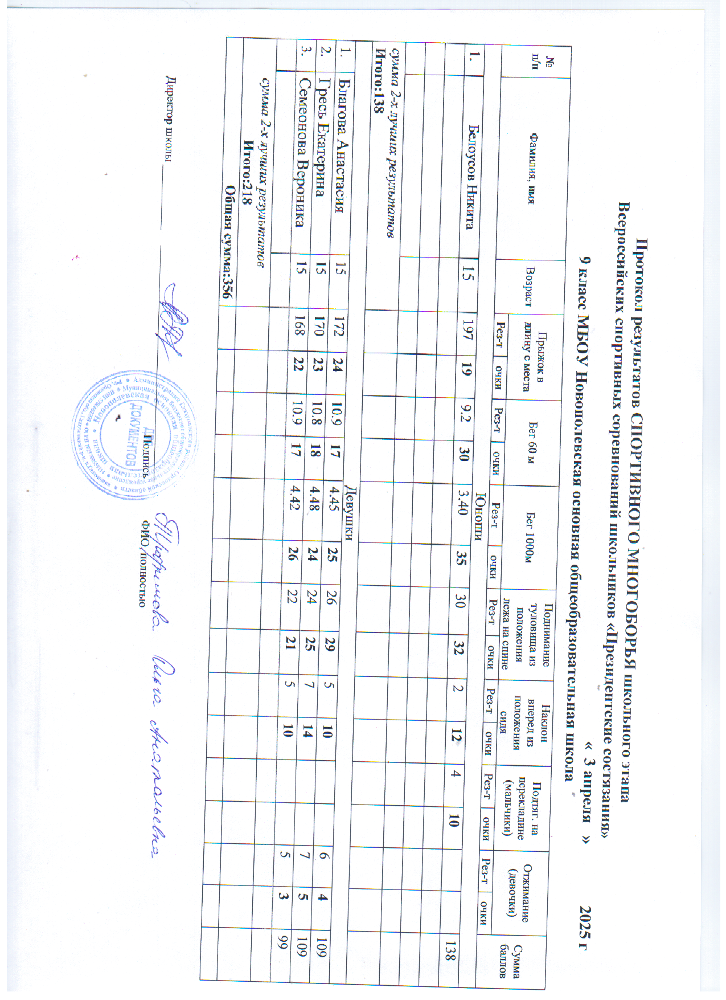 Протокол результатов СПОРТИВНОГО МНОГОБОРЬЯ школьного этапа
Всероссийских спортивных соревнований школьников «Президентские состязания»
« 3 апреля » 2025 г
9 класс МБОУ Новополевская основная общеобразовательная школа
№ п/п Фамилия, имя Возраст Прыжок в длину с места Бег 60 м Бег 1000м Поднимание туловища из положения лежа на спине Наклон вперед из положения сидя Подтяг. на перекладине (мальчики) Отжимание (девочки) Сумма баллов
Рез-т очки Рез-т очки Рез-т очки Рез-т очки Рез-т очки Рез-т очки Рез-т очки
Юноши
1. Белоусов Никита 15 197 19 9.2 30 3.40 35 30 32 2 12 4 10 138
сумма 2-х лучших результатов
Итого:138
Девушки
1. Благова Анастасия 15 172 24 10.9 17 4.45 25 26 29 5 10 6 4 109
2. Гресь Екатерина 15 170 23 10.8 18 4.48 24 24 25 7 14 7 5 109
3. Семеонова Вероника 15 168 22 10.9 17 4.42 26 22 21 5 10 5 3 99
сумма 2-х лучших результатов
Итого:218
Общая сумма:356
Директор школы
Подпись
ФИО, полностью
Анатольевна
ДЛЯ
ДОКУМЕНТОВ
Новополевская основная